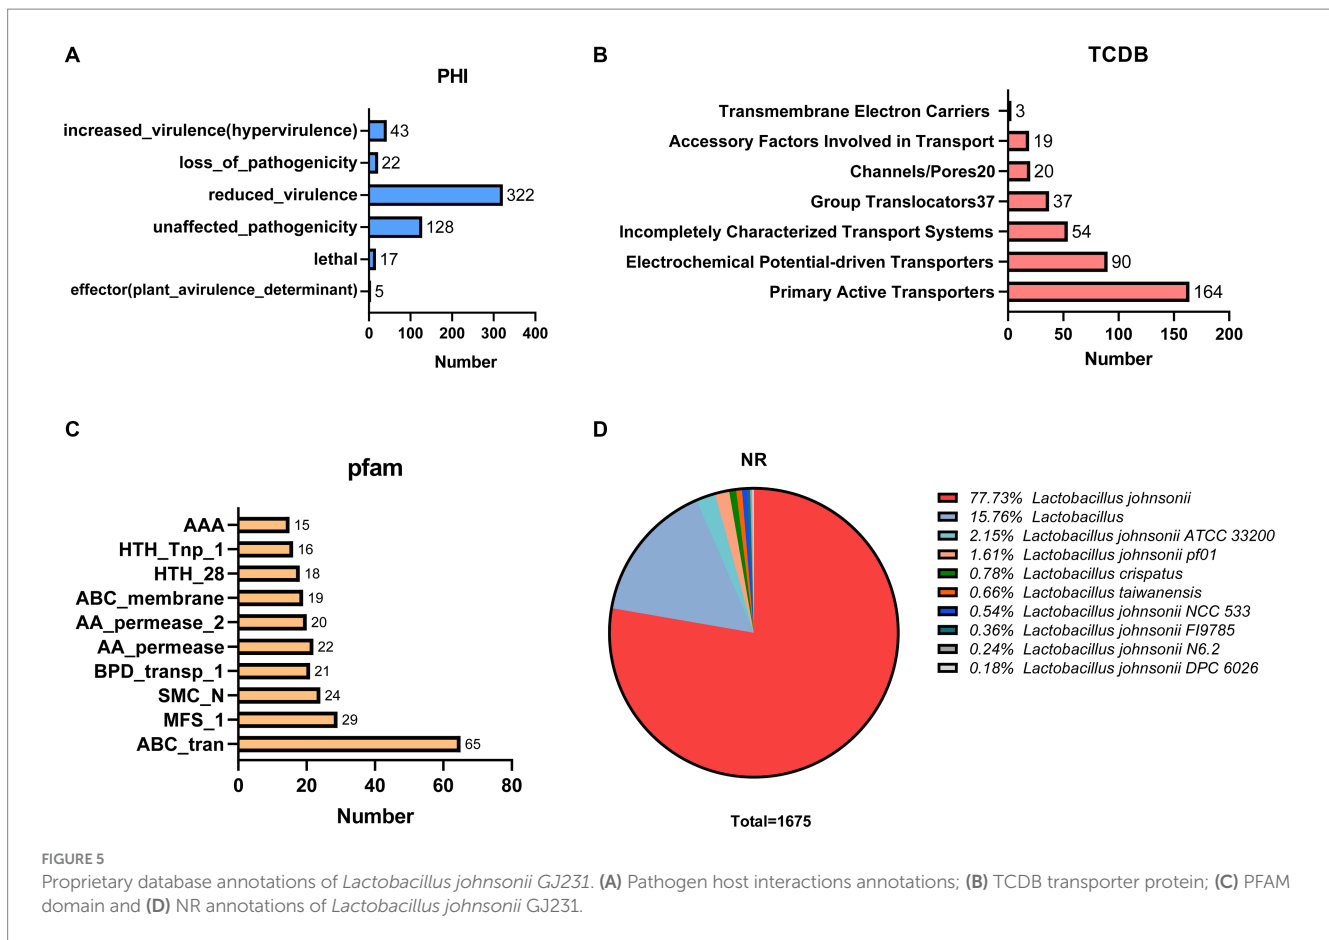 A
PHI
increased_virulence(hypervirulence)
43
loss_of_pathogenicity
22
reduced_virulence
322
unaffected_pathogenicity
128
lethal
17
effector(plant_avirulence_determinant)
5
0 100 200 300 400
Number
B
TCDB
Transmembrane Electron Carriers
3
Accessory Factors Involved in Transport
19
Channels/Pores20
20
Group Translocators37
37
Incompletely Characterized Transport Systems
54
Electrochemical Potential-driven Transporters
90
Primary Active Transporters
164
0 50 100 150 200
Number
C
pfam
AAA
15
HTH_Tnp_1
16
HTH_28
18
ABC_membrane
19
AA_permease_2
20
AA_permease
22
BPD_transp_1
21
SMC_N
24
MFS_1
29
ABC_tran
65
0 20 40 60 80
Number
D
NR
77.73% Lactobacillus johnsonii
15.76% Lactobacillus
2.15% Lactobacillus johnsonii ATCC 33200
1.61% Lactobacillus johnsonii pf01
0.78% Lactobacillus crispatus
0.66% Lactobacillus taiwanensis
0.54% Lactobacillus johnsonii NCC 533
0.36% Lactobacillus johnsonii FI9785
0.24% Lactobacillus johnsonii N6.2
0.18% Lactobacillus johnsonii DPC 6026
Total=1675
FIGURE 5
Proprietary database annotations of Lactobacillus johnsonii GJ231. (A) Pathogen host interactions annotations; (B) TCDB transporter protein; (C) PFAM
domain and (D) NR annotations of Lactobacillus johnsonii GJ231.